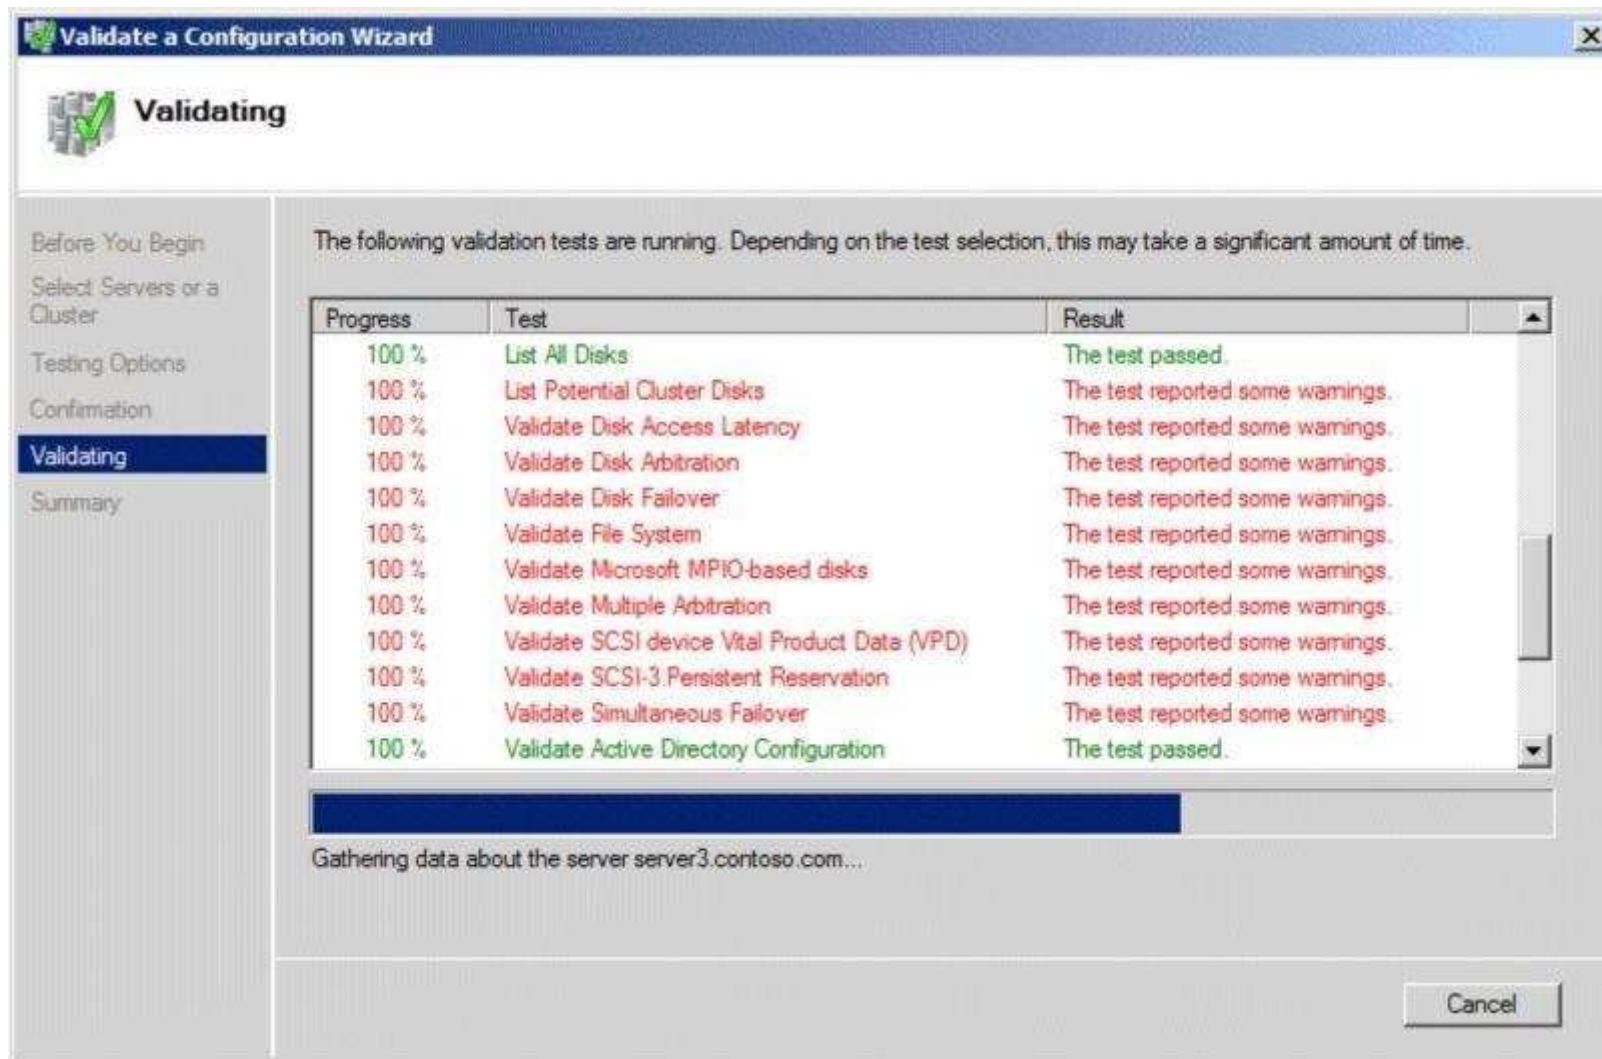 Validate a Configuration Wizard
Validating
Before You Begin
Select Servers or a
Cluster
Testing Options
Confirmation
Validating
Summary
The following validation tests are running. Depending on the test selection, this may take a significant amount of time.
Progress Test Result
100 % List All Disks The test passed.
100 % List Potential Cluster Disks The test reported some warnings.
100 % Validate Disk Access Latency The test reported some warnings.
100 % Validate Disk Arbitration The test reported some warnings.
100 % Validate Disk Failover The test reported some warnings.
100 % Validate File System The test reported some warnings.
100 % Validate Microsoft MPIO-based disks The test reported some warnings.
100 % Validate Multiple Arbitration The test reported some warnings.
100 % Validate SCSI device Vital Product Data (VPD) The test reported some warnings.
100 % Validate SCSI-3 Persistent Reservation The test reported some warnings.
100 % Validate Simultaneous Failover The test reported some warnings.
100 % Validate Active Directory Configuration The test passed.
Gathering data about the server server3.contoso.com...
Cancel